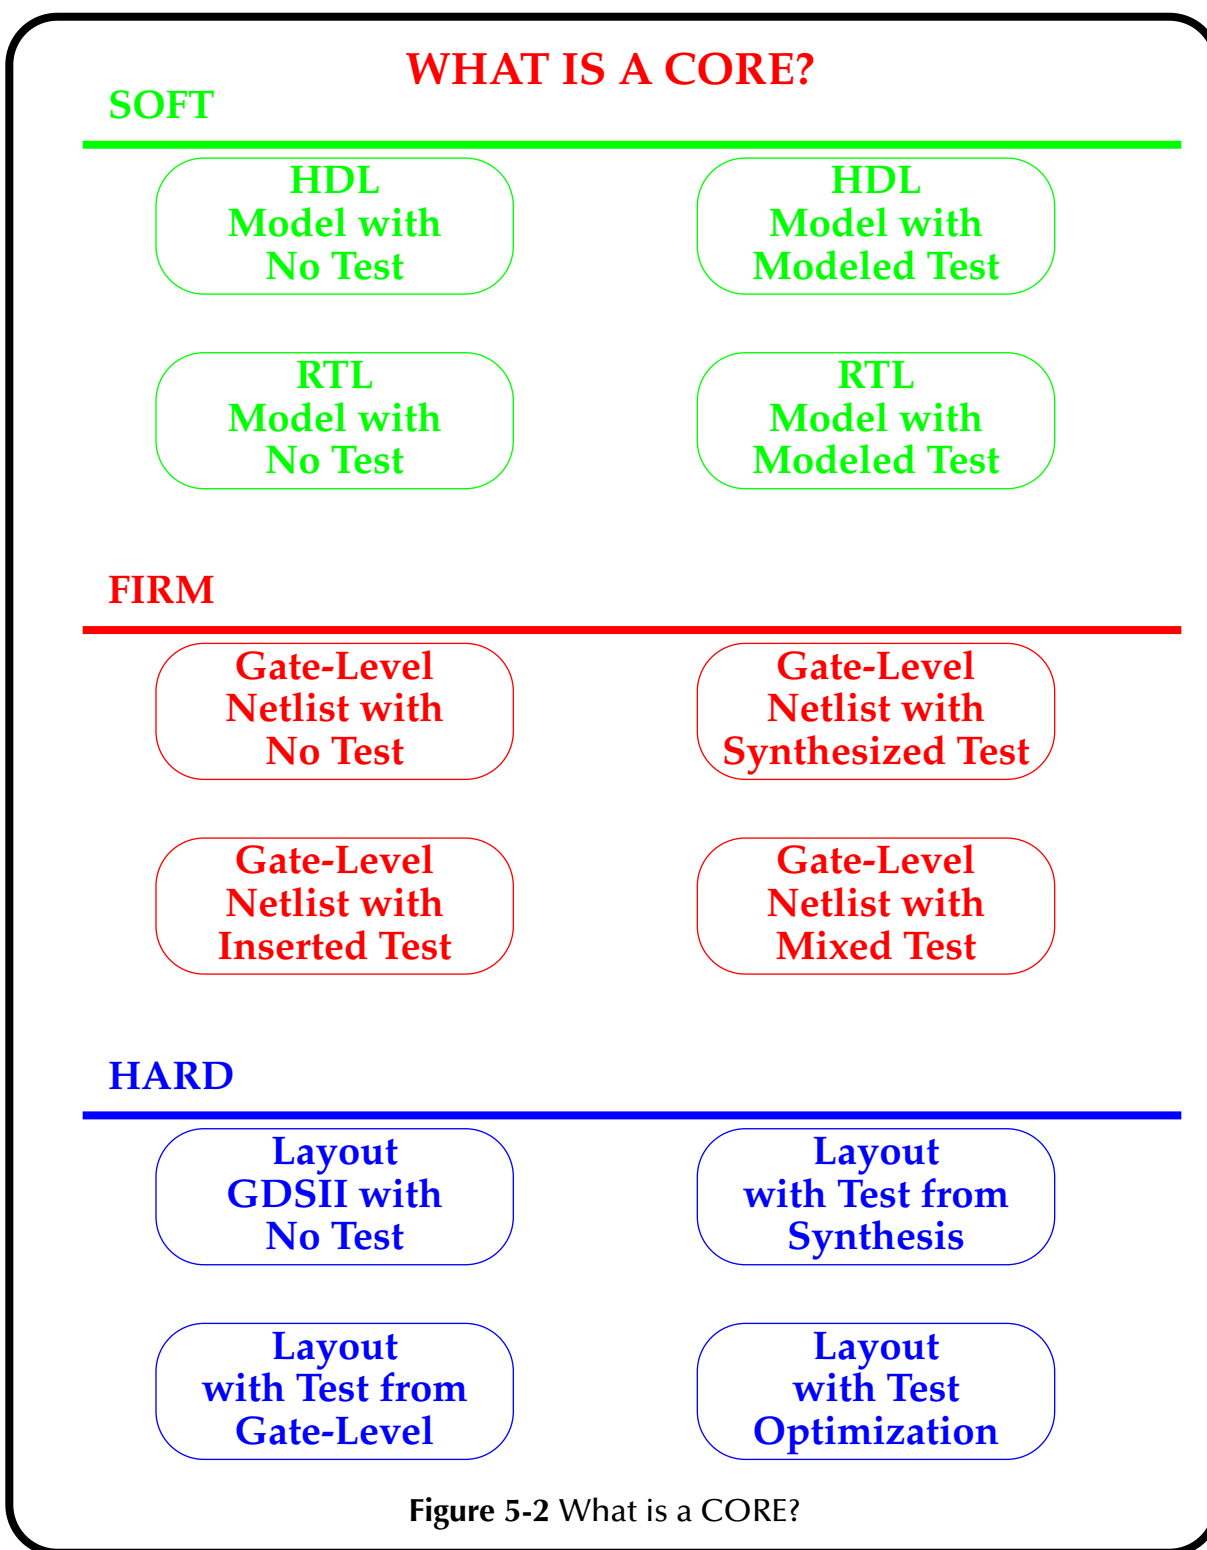 WHAT IS A CORE?
SOFT
HDL
Model with
No Test
HDL
Model with
Modeled Test
RTL
Model with
No Test
RTL
Model with
Modeled Test
FIRM
Gate-Level
Netlist with
No Test
Gate-Level
Netlist with
Synthesized Test
Gate-Level
Netlist with
Inserted Test
Gate-Level
Netlist with
Mixed Test
HARD
Layout
GDSII with
No Test
Layout
with Test from
Synthesis
Layout
with Test from
Gate-Level
Layout
with Test
Optimization
Figure 5-2 What is a CORE?